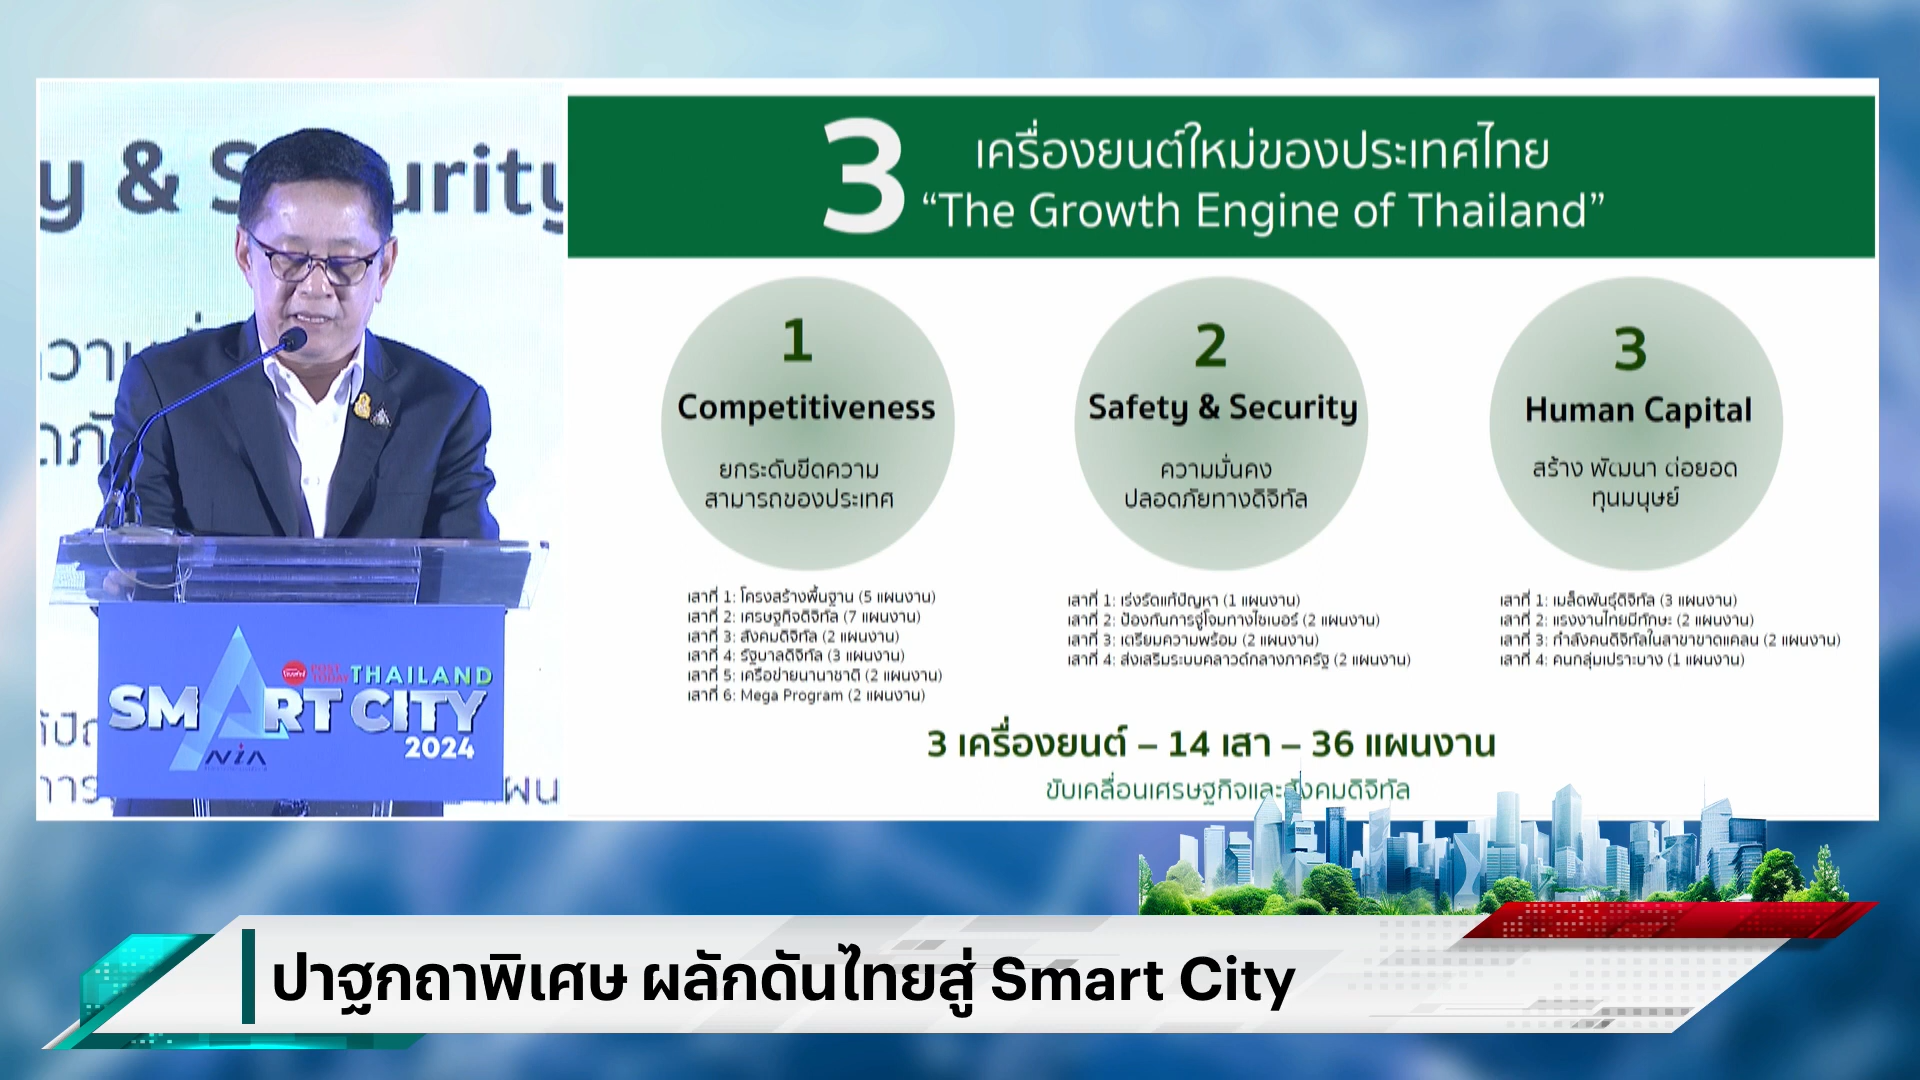 3
เครื่องยนต์ใหม่ของประเทศไทย
“The Growth Engine of Thailand”
1
Competitiveness
ยกระดับขีดความ
สามารถของประเทศ
เสาที่ 1: โครงสร้างพื้นฐาน (5 แผนงาน)
เสาที่ 2: เศรษฐกิจดิจิทัล (7 แผนงาน)
เสาที่ 3: สังคมดิจิทัล (2 แผนงาน)
เสาที่ 4: รัฐบาลดิจิทัล (3 แผนงาน)
เสาที่ 5: เครือข่ายนานาชาติ (2 แผนงาน)
เสาที่ 6: Mega Program (2 แผนงาน)
2
Safety & Security
ความมั่นคง
ปลอดภัยทางดิจิทัล
เสาที่ 1: เร่งรัดแก้ปัญหา (1 แผนงาน)
เสาที่ 2: ป้องกันการจู่โจมทางไซเบอร์ (2 แผนงาน)
เสาที่ 3: เตรียมความพร้อม (2 แผนงาน)
เสาที่ 4: ส่งเสริมระบบคลาวด์กลางภาครัฐ (2 แผนงาน)
3
Human Capital
สร้าง พัฒนา ต่อยอด
ทุนมนุษย์
เสาที่ 1: เมล็ดพันธุ์ดิจิทัล (3 แผนงาน)
เสาที่ 2: แรงงานไทยมีทักษะ (2 แผนงาน)
เสาที่ 3: กำลังคนดิจิทัลในสาขาขาดแคลน (2 แผนงาน)
เสาที่ 4: คนกลุ่มเปราะบาง (1 แผนงาน)
3 เครื่องยนต์ – 14 เสา – 36 แผนงาน
ขับเคลื่อนเศรษฐกิจและสังคมดิจิทัล
y & S urity
POST
TODAY
THAILAND
SMART CITY
2024
NIA
ปาฐกถาพิเศษ ผลักดันไทยสู่ Smart City